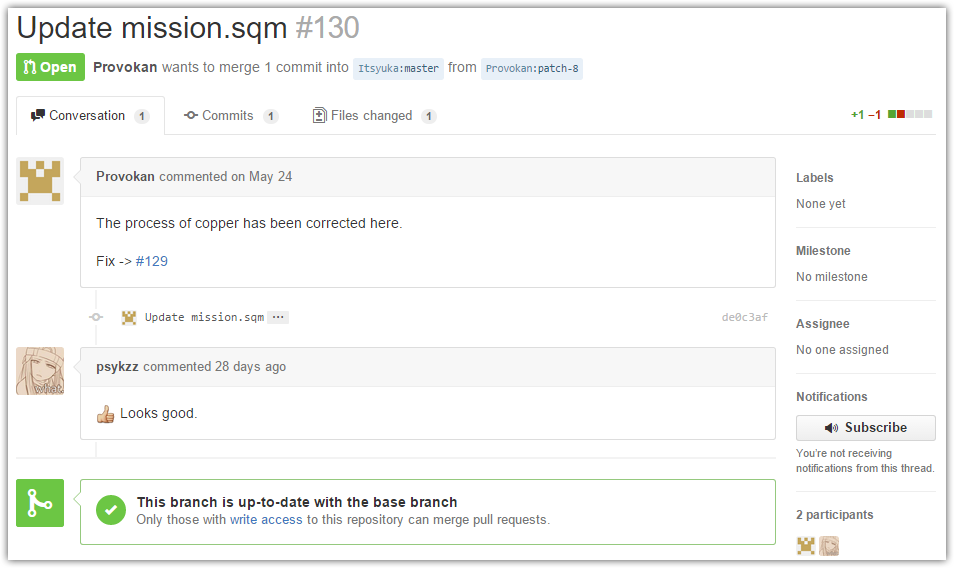 Update mission.sqm #130
Open Provokan wants to merge 1 commit into Itsyuka:master from Provokan:patch-8
Conversation 1 Commits 1 Files changed 1 +1 −1
Provokan commented on May 24
The process of copper has been corrected here.
Fix -> #129
Update mission.sqm ... de0c3af
psykzz commented 28 days ago
what
👍 Looks good.
This branch is up-to-date with the base branch
Only those with write access to this repository can merge pull requests.
Labels
None yet
Milestone
No milestone
Assignee
No one assigned
Notifications
Subscribe
You're not receiving
notifications from this thread.
2 participants